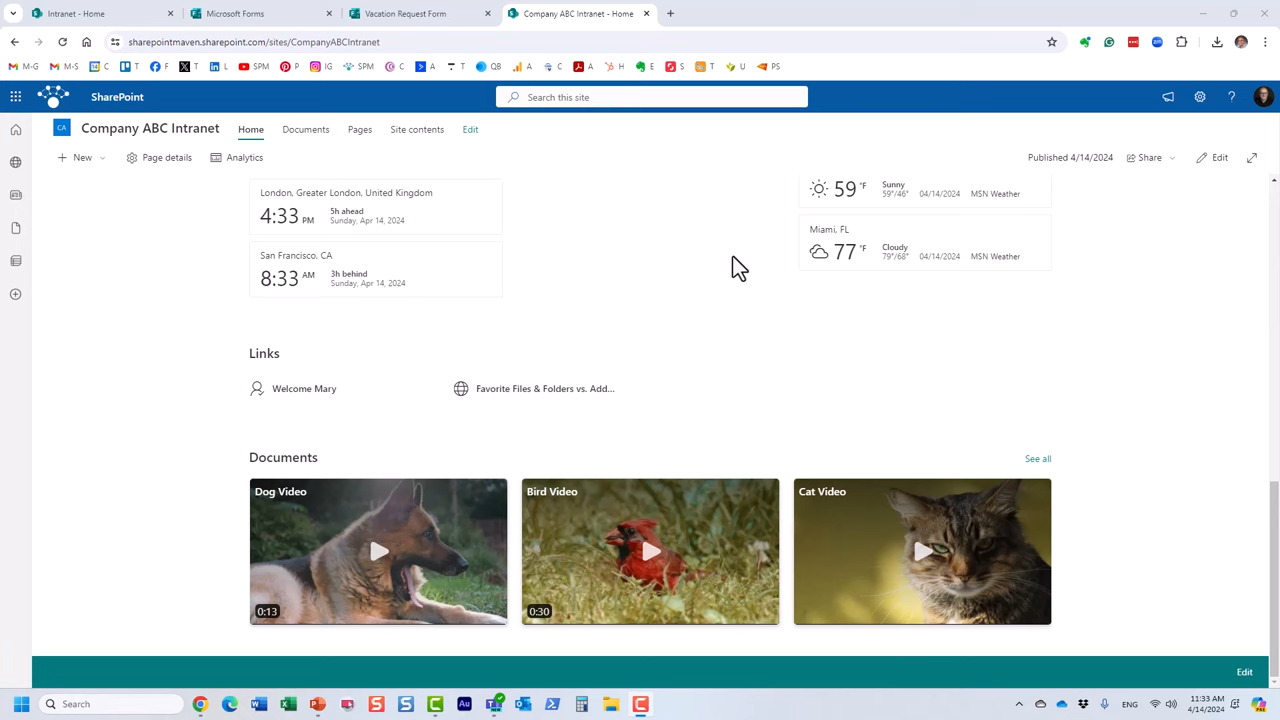 Intranet - Home
Microsoft Forms
Vacation Request Form
Company ABC Intranet - Home
sharepointmaven.sharepoint.com/sites/CompanyABCIntranet
M-G
M-S
C
T
F
T
L
SPM
P
IG
SPM
C
A
T
QB
A
C
A
H
E
S
T
U
PS
SharePoint
Search this site
CA
Company ABC Intranet
Home
Documents
Pages
Site contents
Edit
New
Page details
Analytics
Published 4/14/2024
Share
Edit
London, Greater London, United Kingdom
4:33 PM
5h ahead
Sunday, Apr 14, 2024
San Francisco, CA
8:33 AM
3h behind
Sunday, Apr 14, 2024
59 °F
Sunny
59°/46° 04/14/2024 MSN Weather
Miami, FL
77 °F
Cloudy
79°/68° 04/14/2024 MSN Weather
Links
Welcome Mary
Favorite Files & Folders vs. Add...
Documents
See all
Dog Video
0:13
Bird Video
0:30
Cat Video
Edit
Search
ENG
11:33 AM
4/14/2024